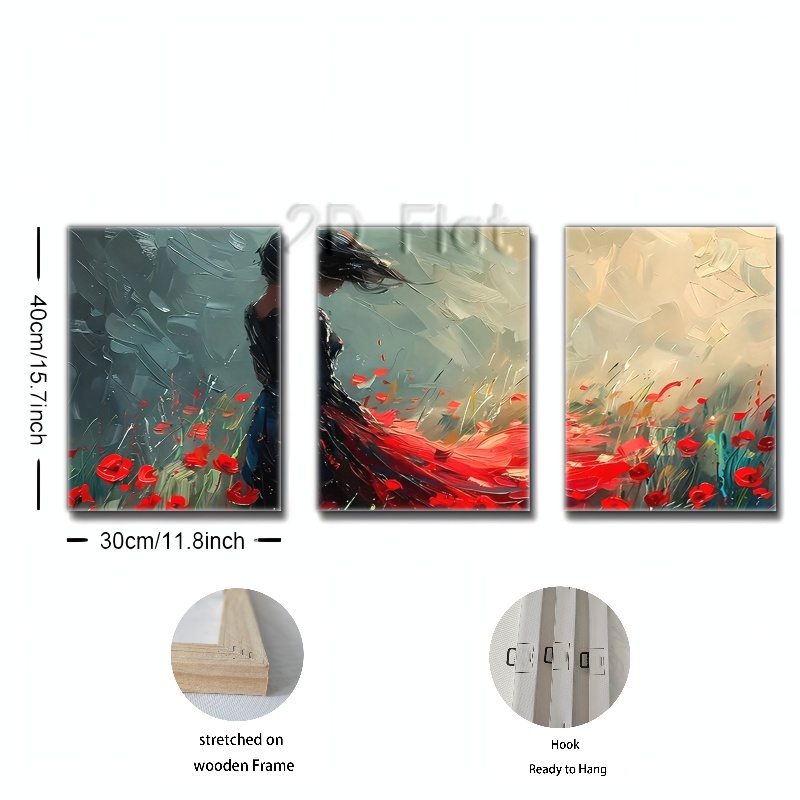 2D Flat
40cm/15.7inch
30cm/11.8inch
stretched on
wooden Frame
Hook
Ready to Hang